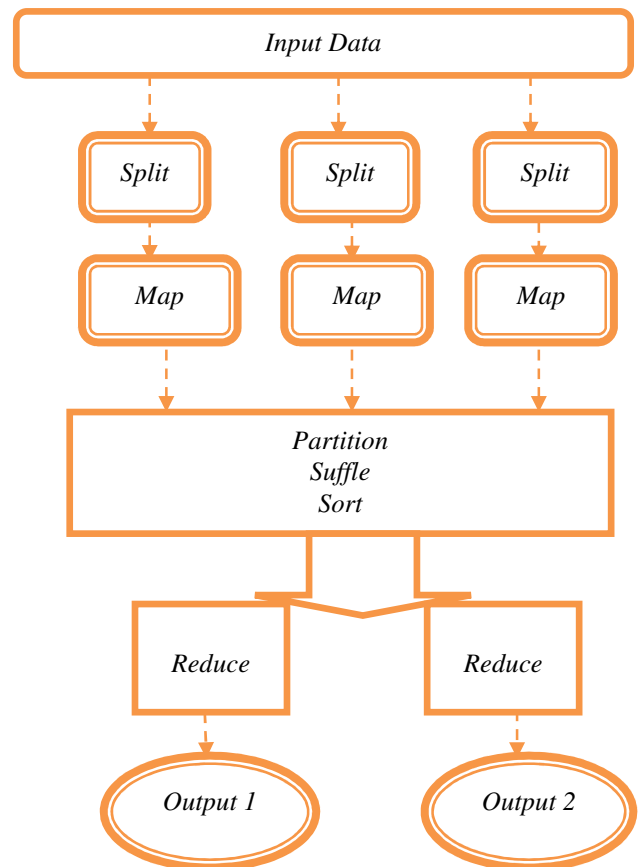 Input Data
Split
Split
Split
Map
Map
Map
Partition
Suffle
Sort
Reduce
Reduce
Output 1
Output 2